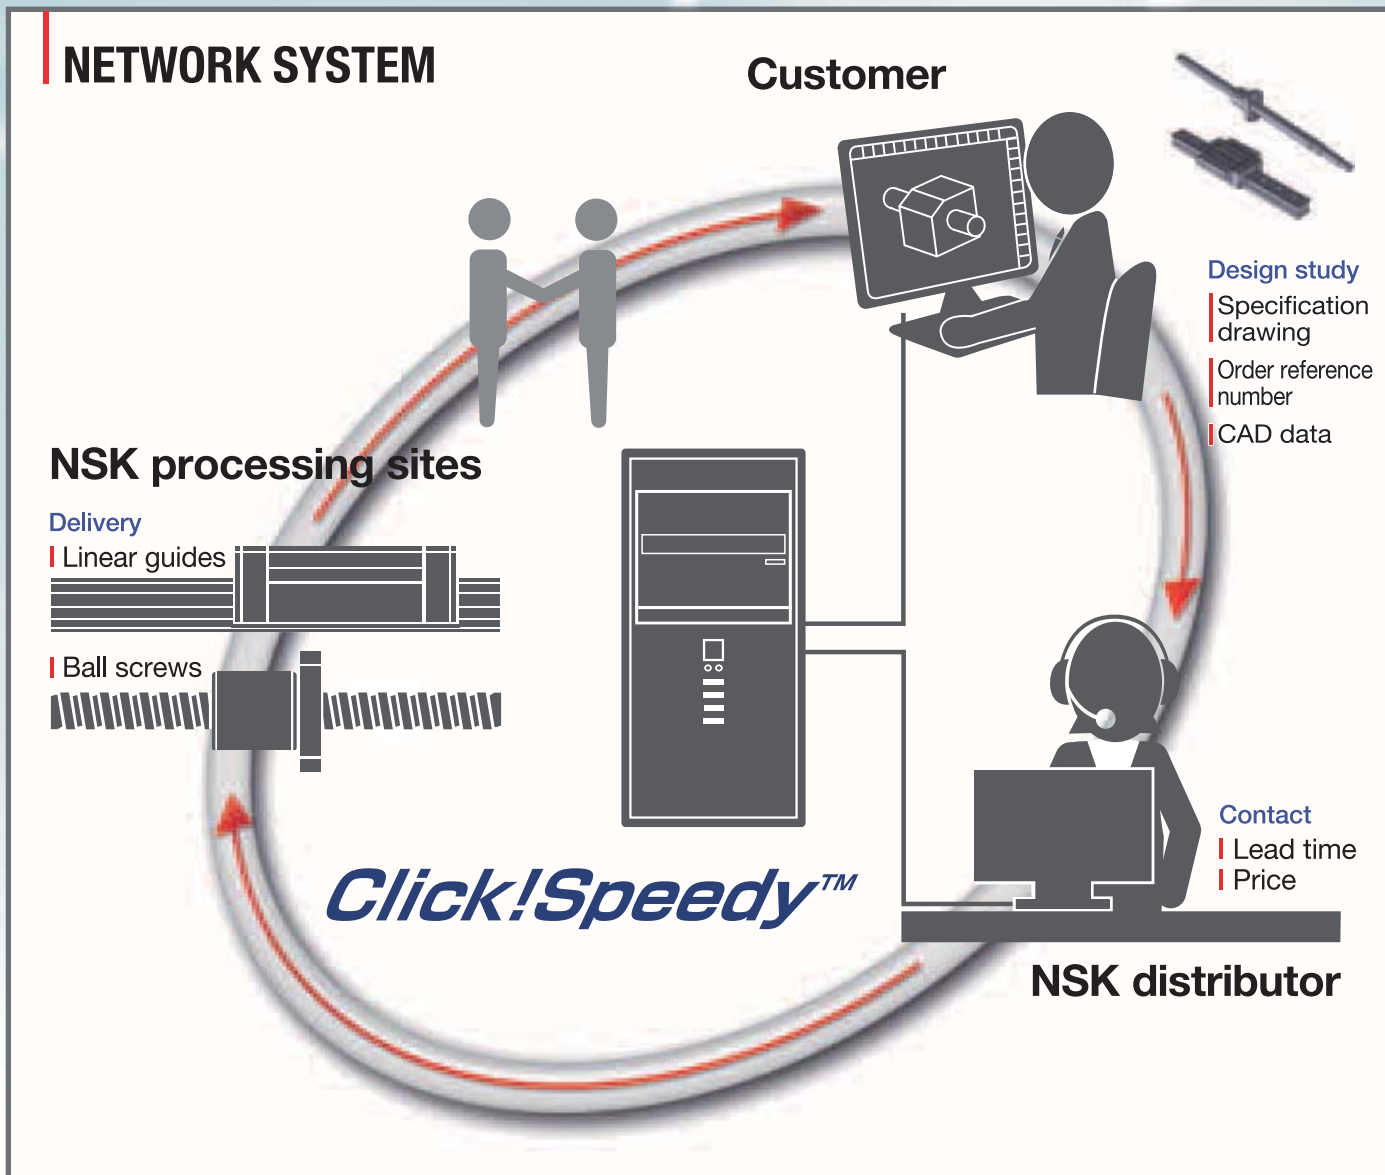 NETWORK SYSTEM
Customer
Design study
Specification
drawing
Order reference
number
CAD data
NSK processing sites
Delivery
Linear guides
Ball screws
Click!Speedy™
Contact
Lead time
Price
NSK distributor